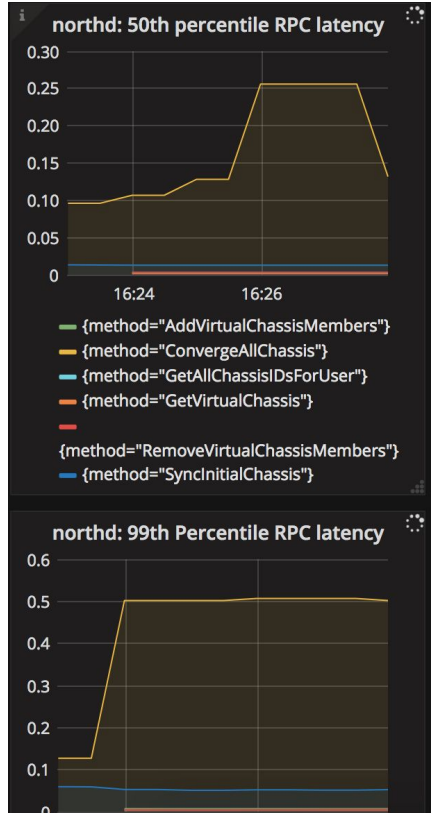 i
northd: 50th percentile RPC latency
0.30
0.25
0.20
0.15
0.10
0.05
0
16:24 16:26
{method="AddVirtualChassisMembers"}
{method="ConvergeAllChassis"}
{method="GetAllChassisIDsForUser"}
{method="GetVirtualChassis"}
{method="RemoveVirtualChassisMembers"}
{method="SyncInitialChassis"}
northd: 99th Percentile RPC latency
0.6
0.5
0.4
0.3
0.2
0.1
0